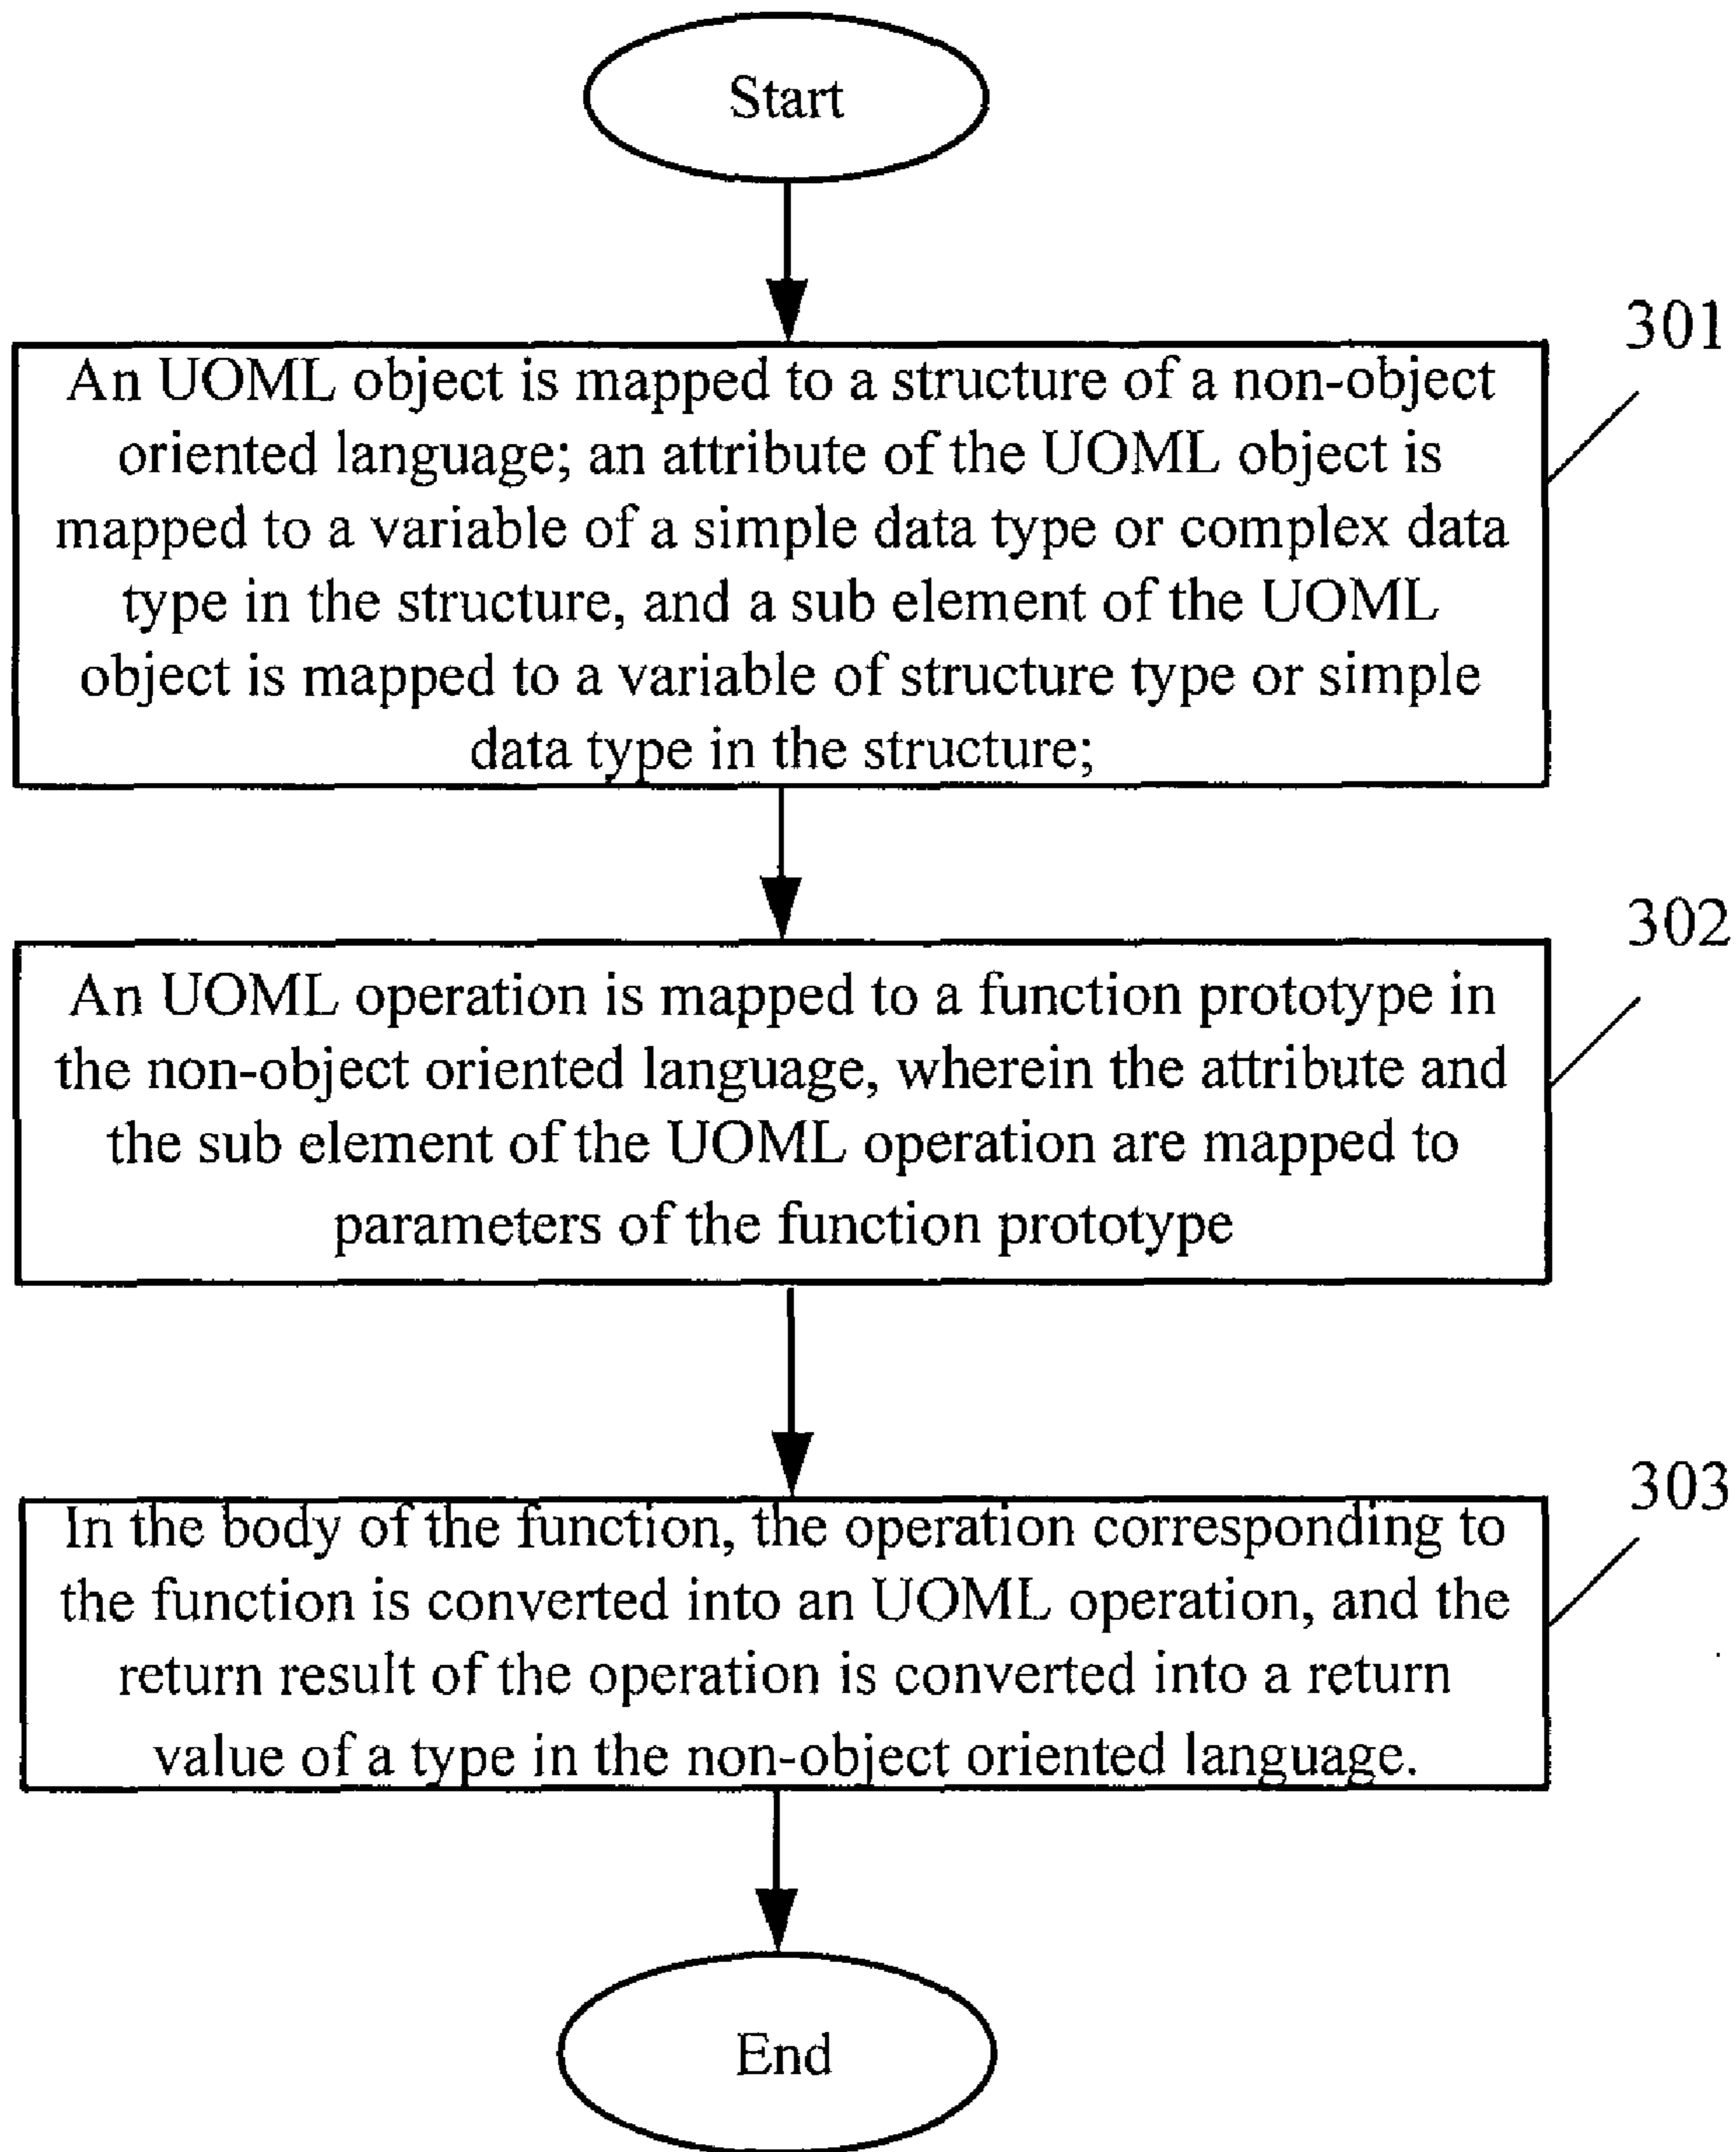 Start
301
An UOML object is mapped to a structure of a non-object
oriented language; an attribute of the UOML object is
mapped to a variable of a simple data type or complex data
type in the structure, and a sub element of the UOML
object is mapped to a variable of structure type or simple
data type in the structure;
302
An UOML operation is mapped to a function prototype in
the non-object oriented language, wherein the attribute and
the sub element of the UOML operation are mapped to
parameters of the function prototype
303
In the body of the function, the operation corresponding to
the function is converted into an UOML operation, and the
return result of the operation is converted into a return
value of a type in the non-object oriented language.
End